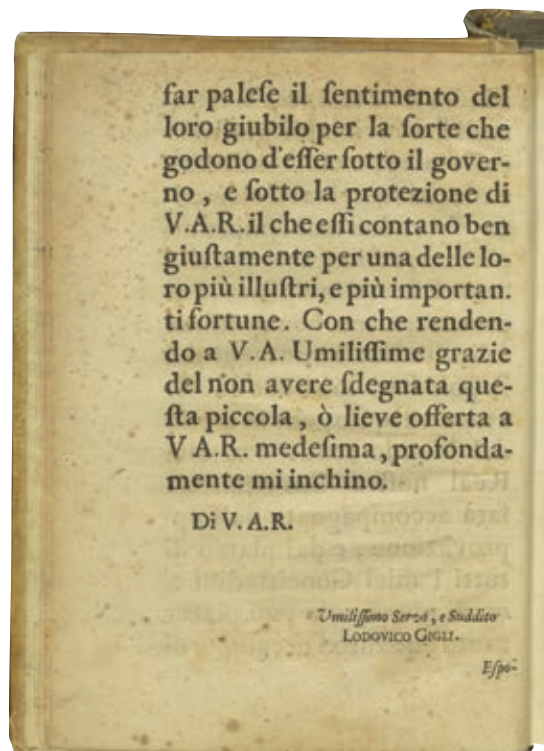 far paleſe il ſentimento del
loro giubilo per la ſorte che
godono d'eſſer ſotto il gover-
no , e ſotto la protezione di
V.A.R. il che eſſi contano ben
giuſtamente per una delle lo-
ro più illuſtri, e più importan.
ti fortune. Con che renden-
do a V.A. Umiliſſime grazie
del non avere ſdegnata que-
ſta piccola , ò lieve offerta a
V A.R. medeſima , profonda-
mente mi inchino.
Di V. A.R.
Umiliſſimo Servo , e Suddito
LODOVICO GIGLI.
Eſpo-